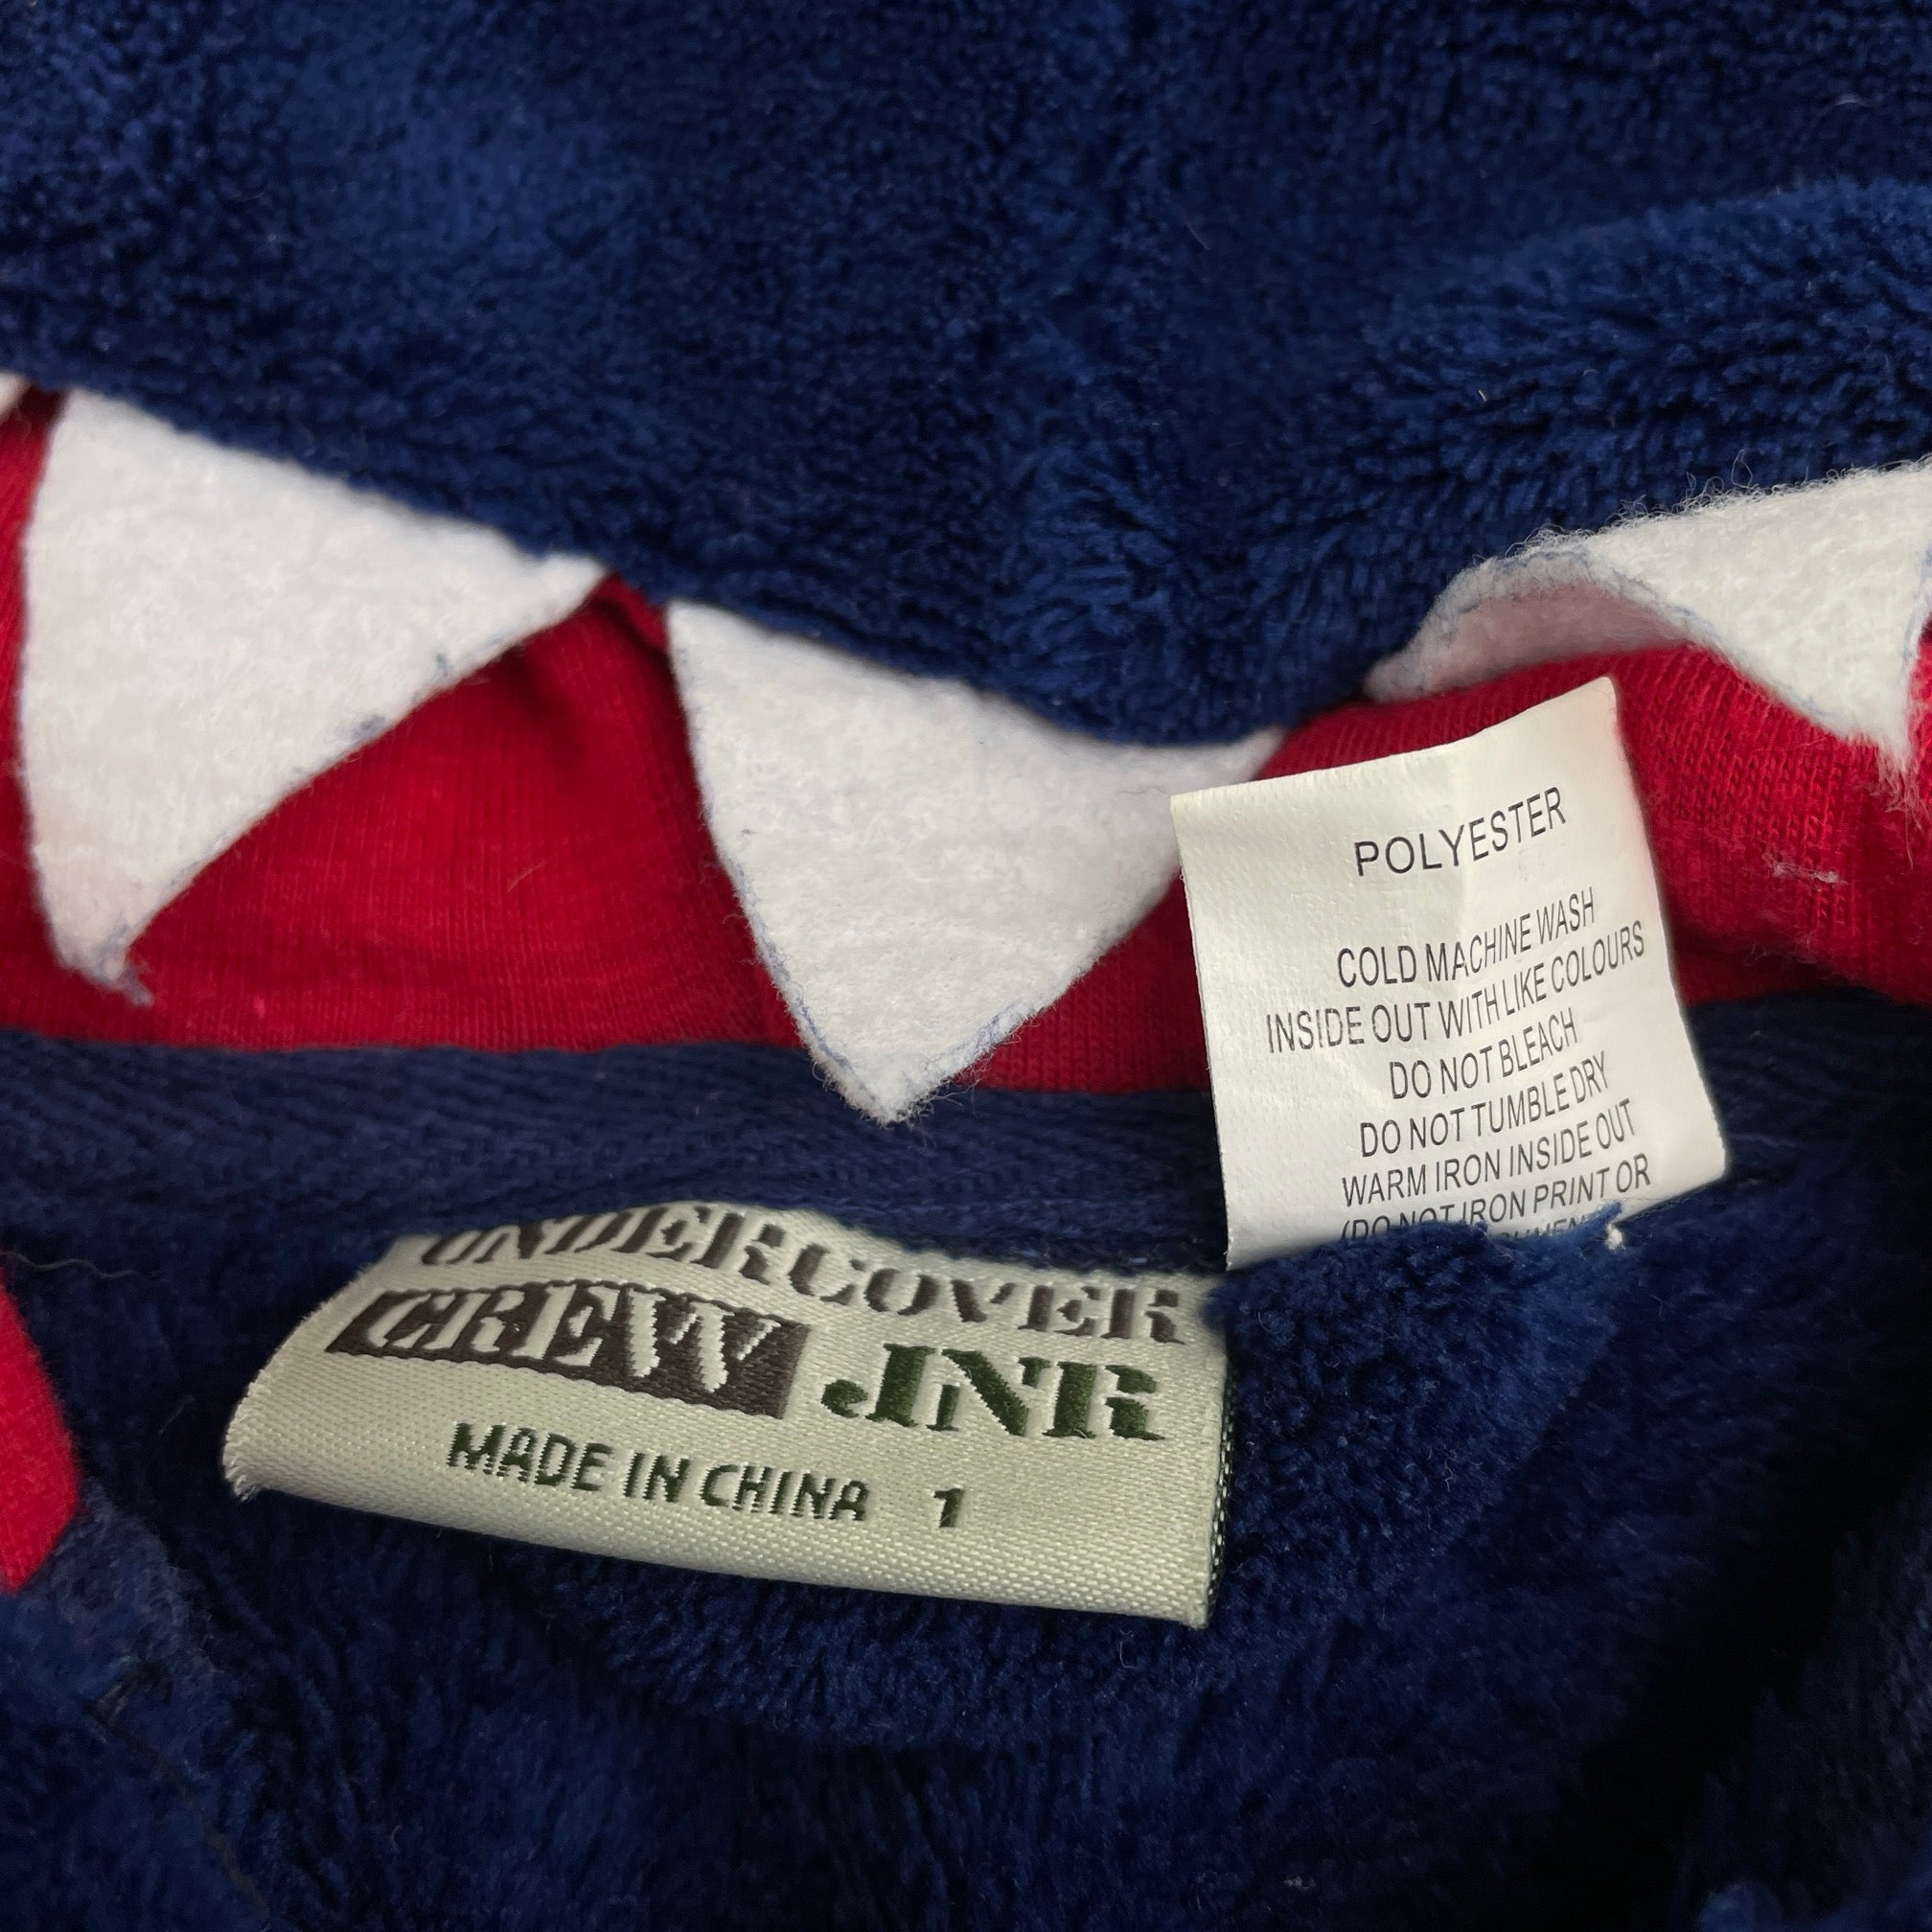 POLYESTER
COLD MACHINE WASH
INSIDE OUT WITH LIKE COLOURS
DO NOT BLEACH
DO NOT TUMBLE DRY
WARM IRON INSIDE OUT
(DO NOT IRON PRINT OR
UNDERCOVER
CREW JNR
MADE IN CHINA 1